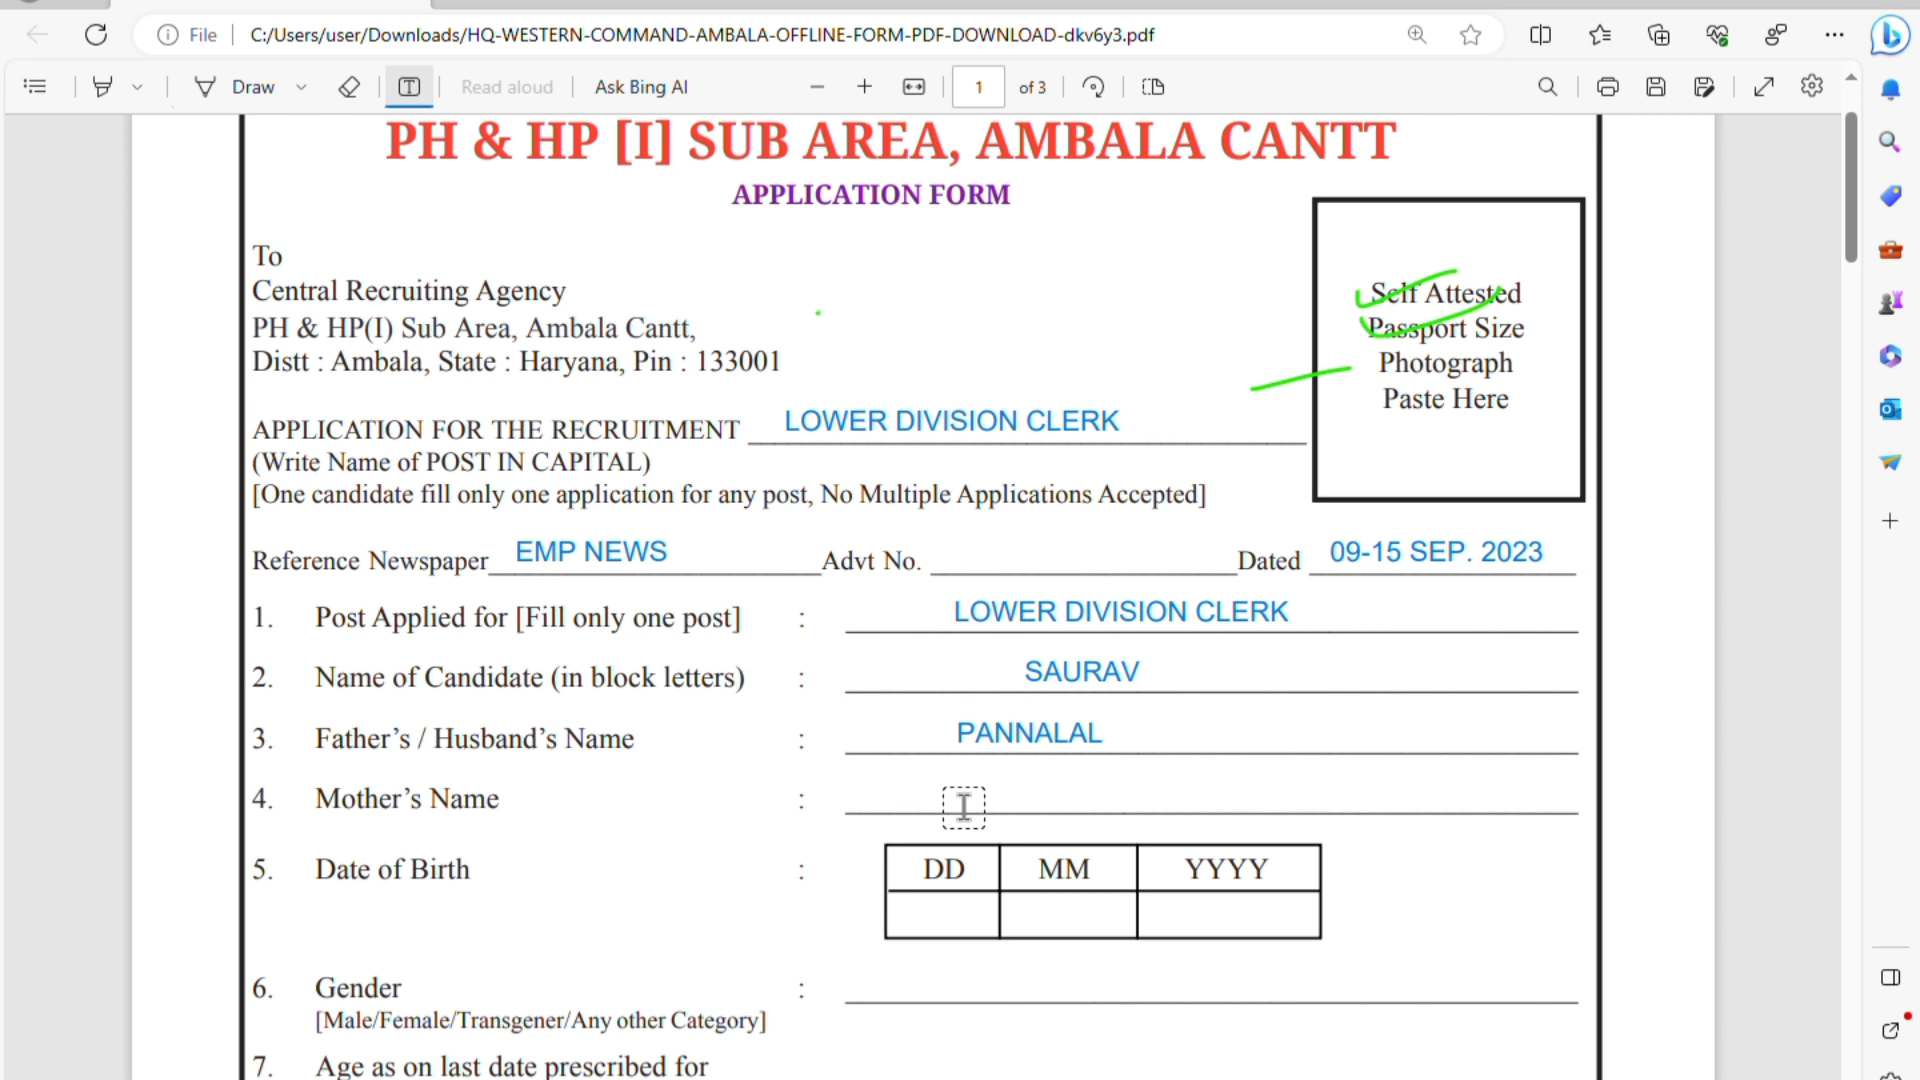 File C:/Users/user/Downloads/HQ-WESTERN-COMMAND-AMBALA-OFFLINE-FORM-PDF-DOWNLOAD-dkv6y3.pdf
Draw Read aloud Ask Bing AI 1 of 3
PH & HP [I] SUB AREA, AMBALA CANTT
APPLICATION FORM
To
Central Recruiting Agency
PH & HP(I) Sub Area, Ambala Cantt,
Distt : Ambala, State : Haryana, Pin : 133001
Self Attested
Passport Size
Photograph
Paste Here
APPLICATION FOR THE RECRUITMENT LOWER DIVISION CLERK
(Write Name of POST IN CAPITAL)
[One candidate fill only one application for any post, No Multiple Applications Accepted]
Reference Newspaper EMP NEWS Advt No. Dated 09-15 SEP. 2023
1. Post Applied for [Fill only one post] : LOWER DIVISION CLERK
2. Name of Candidate (in block letters) : SAURAV
3. Father's / Husband's Name : PANNALAL
4. Mother's Name :
5. Date of Birth : DD MM YYYY
6. Gender :
[Male/Female/Transgener/Any other Category]
7. Age as on last date prescribed for